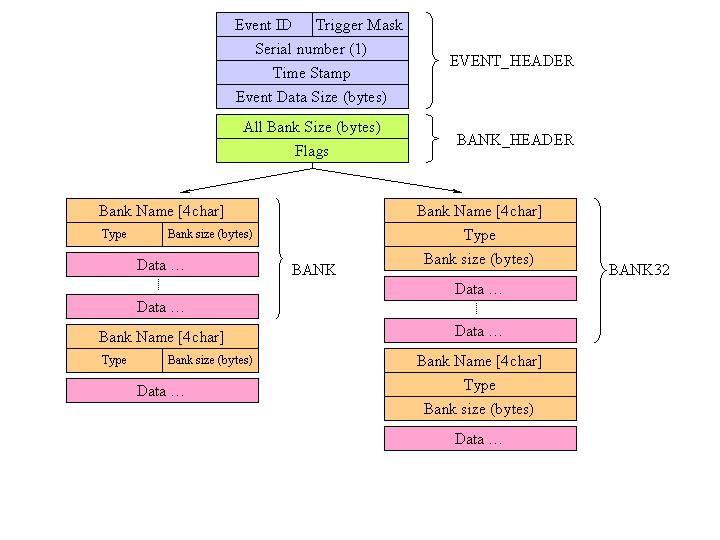 Event ID Trigger Mask
Serial number (1)
Time Stamp
Event Data Size (bytes)
EVENT_HEADER
All Bank Size (bytes)
Flags
BANK_HEADER
Bank Name [4char]
Type Bank size (bytes)
Data …
Data …
BANK
Bank Name [4char]
Type Bank size (bytes)
Data …
Bank Name [4char]
Type
Bank size (bytes)
Data …
Data …
BANK32
Bank Name [4char]
Type
Bank size (bytes)
Data …